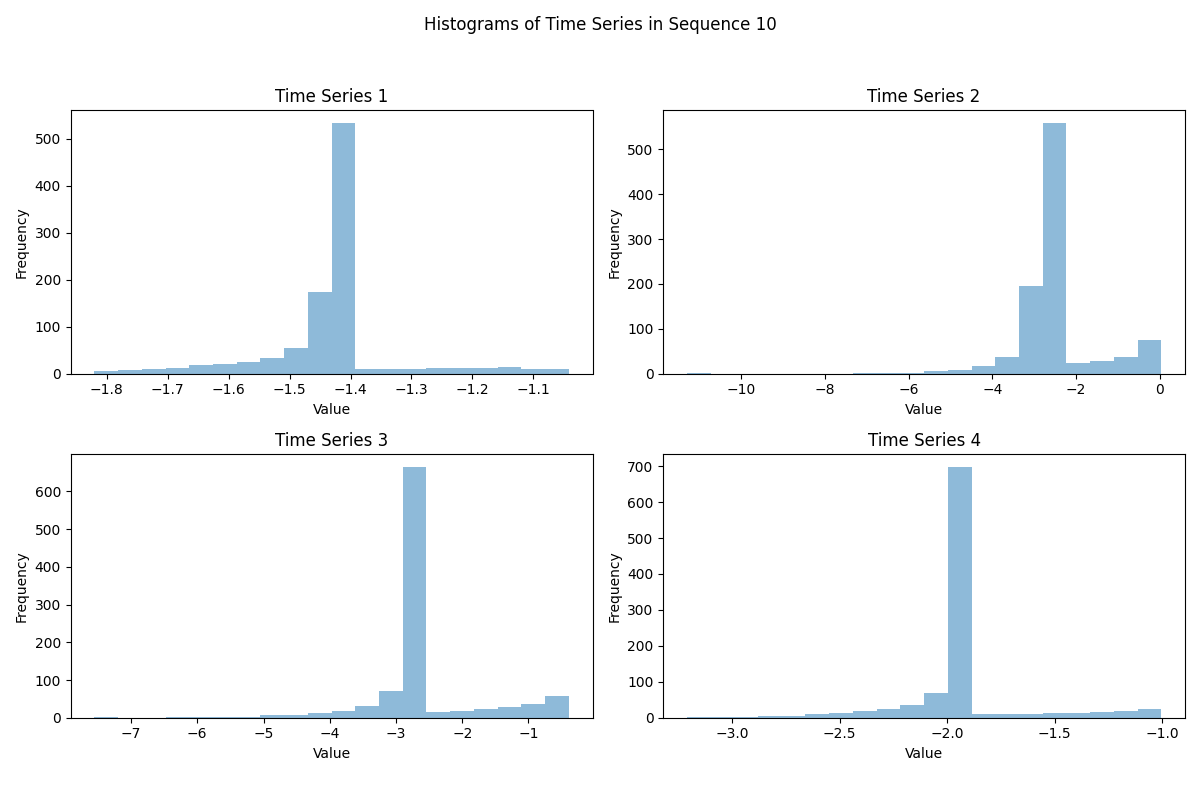 Histograms of Time Series in Sequence 10
Time Series 1
Frequency
500
400
300
200
100
0
−1.8 −1.7 −1.6 −1.5 −1.4 −1.3 −1.2 −1.1
Value
Time Series 2
Frequency
500
400
300
200
100
0
−10 −8 −6 −4 −2 0
Value
Time Series 3
Frequency
600
500
400
300
200
100
0
−7 −6 −5 −4 −3 −2 −1
Value
Time Series 4
Frequency
700
600
500
400
300
200
100
0
−3.0 −2.5 −2.0 −1.5 −1.0
Value